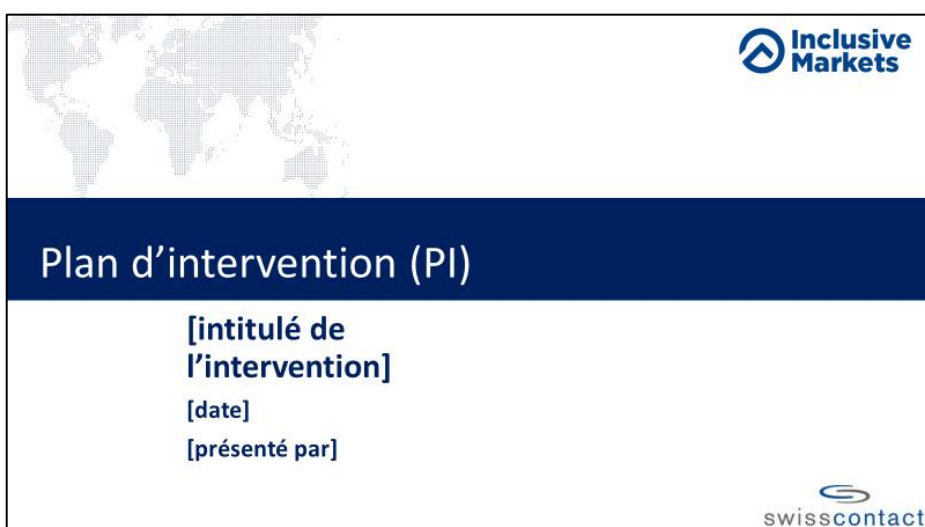 Inclusive
Markets
Plan d’intervention (PI)
[intitulé de
l’intervention]
[date]
[présenté par]
swisscontact